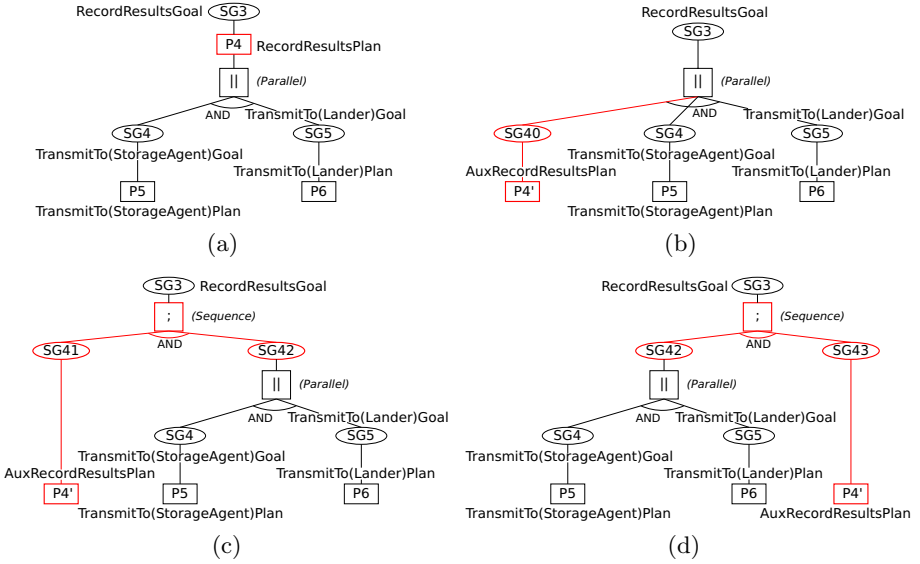 RecordResultsGoal SG3
P4 RecordResultsPlan
|| (Parallel)
AND TransmitTo(Lander)Goal
SG4 SG5
TransmitTo(StorageAgent)Goal
TransmitTo(Lander)Plan
P5 P6
TransmitTo(StorageAgent)Plan
(a)
RecordResultsGoal
SG3
|| (Parallel)
AND TransmitTo(Lander)Goal
SG40 SG4 SG5
TransmitTo(StorageAgent)Goal
AuxRecordResultsPlan TransmitTo(Lander)Plan
P4' P5 P6
TransmitTo(StorageAgent)Plan
(b)
SG3 RecordResultsGoal
; (Sequence)
AND
SG41 SG42
|| (Parallel)
AND TransmitTo(Lander)Goal
SG4 SG5
TransmitTo(StorageAgent)Goal
AuxRecordResultsPlan TransmitTo(Lander)Plan
P4' P5 P6
TransmitTo(StorageAgent)Plan
(c)
RecordResultsGoal SG3
; (Sequence)
AND
SG42 SG43
|| (Parallel)
AND TransmitTo(Lander)Goal
SG4 SG5
TransmitTo(StorageAgent)Goal
TransmitTo(Lander)Plan
P5 P6 P4'
TransmitTo(StorageAgent)Plan AuxRecordResultsPlan
(d)